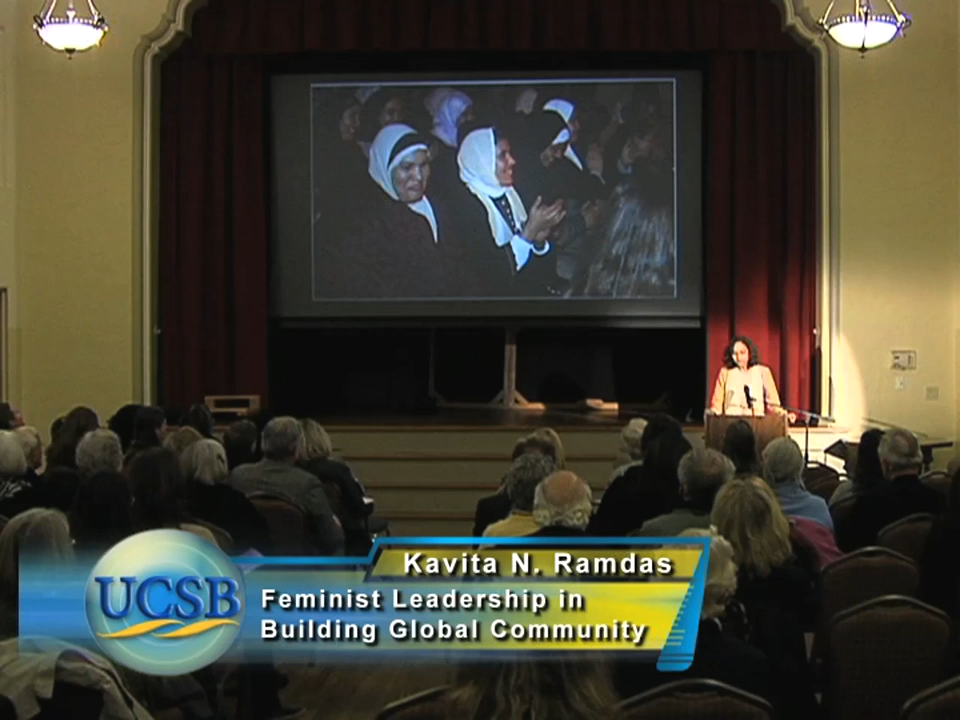 Kavita N. Ramdas
UCSB
Feminist Leadership in
Building Global Community